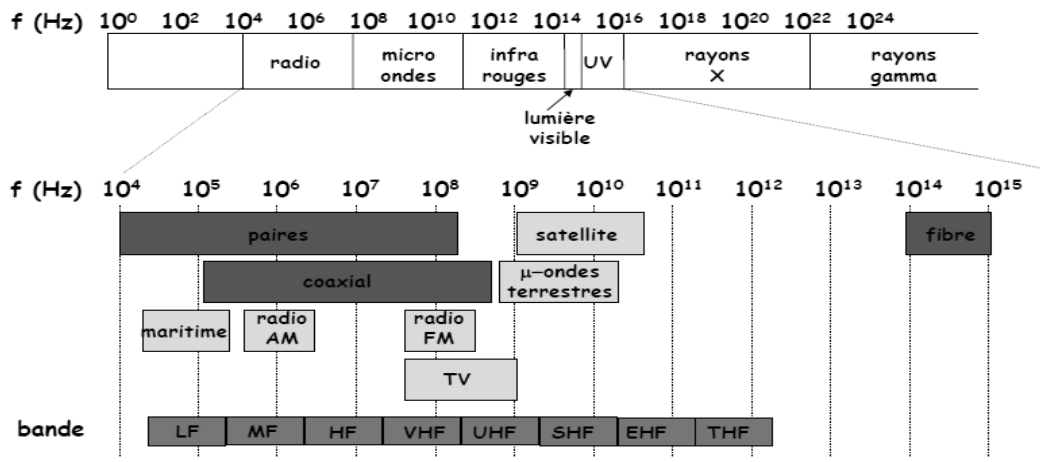 f (Hz) 10⁰ 10² 10⁴ 10⁶ 10⁸ 10¹⁰ 10¹² 10¹⁴ 10¹⁶ 10¹⁸ 10²⁰ 10²² 10²⁴
radio
micro
ondes
infra
rouges
UV
rayons
X
rayons
gamma
lumière
visible
f (Hz) 10⁴ 10⁵ 10⁶ 10⁷ 10⁸ 10⁹ 10¹⁰ 10¹¹ 10¹² 10¹³ 10¹⁴ 10¹⁵
paires
satellite
fibre
coaxial
μ–ondes
terrestres
maritime
radio
AM
radio
FM
TV
bande LF MF HF VHF UHF SHF EHF THF